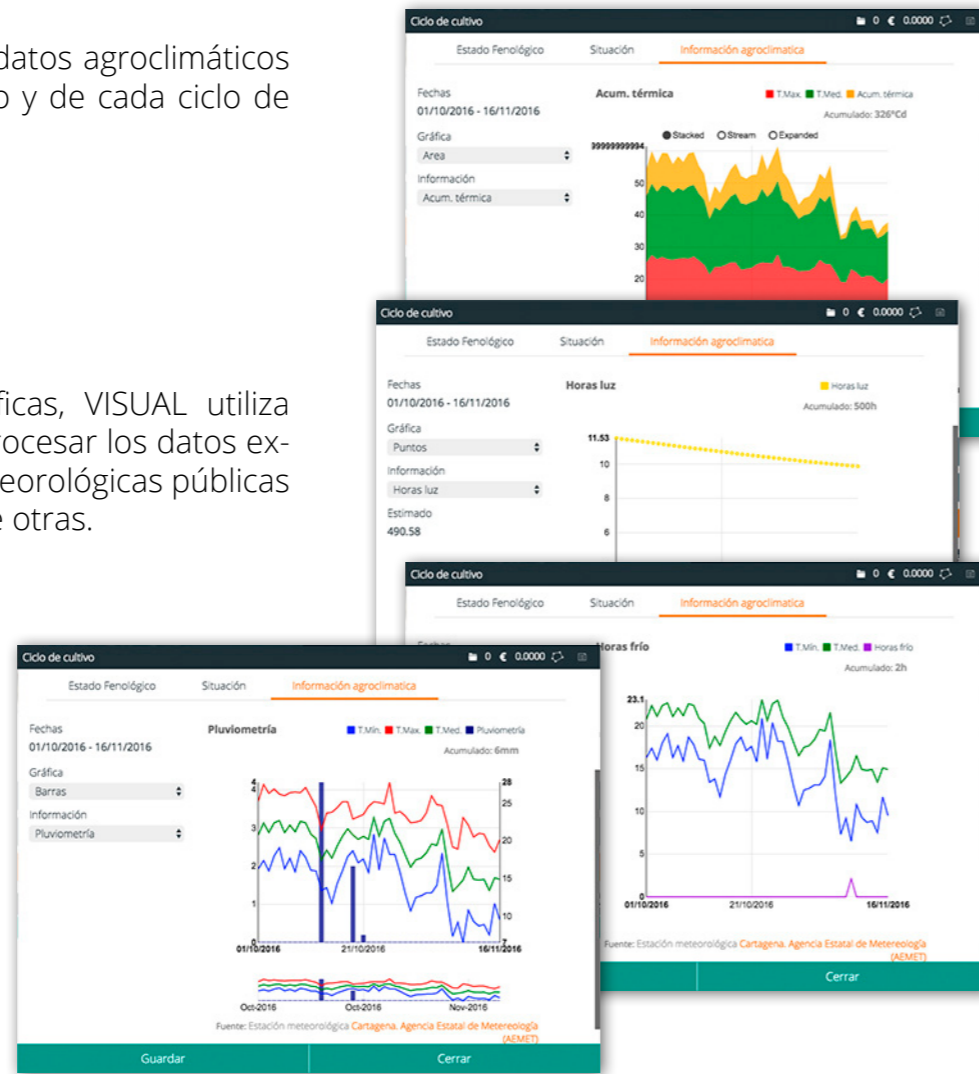 datos agroclimáticos
o y de cada ciclo de
ficas, VISUAL utiliza
rocesar los datos ex-
teorológicas públicas
e otras.
Ciclo de cultivo
0 € 0.0000
Estado Fenológico Situación Información agroclimatica
Fechas
01/10/2016 - 16/11/2016
Gráfica
Area
Información
Acum. térmica
Acum. térmica
T.Max. T.Med. Acum. térmica
Acumulado: 326°Cd
Stacked Stream Expanded
99999999994
50
40
30
20
Ciclo de cultivo
0 € 0.0000
Estado Fenológico Situación Información agroclimatica
Fechas
01/10/2016 - 16/11/2016
Gráfica
Puntos
Información
Horas luz
Estimado
490.58
Horas luz
Horas luz
Acumulado: 500h
11.53
10
8
6
Ciclo de cultivo
0 € 0.0000
Estado Fenológico Situación Información agroclimatica
Horas frío
T.Mín. T.Med. Horas frío
Acumulado: 2h
23.1
20
15
10
5
0
01/10/2016 21/10/2016 16/11/2016
Fuente: Estación meteorológica Cartagena. Agencia Estatal de Metereología
(AEMET)
Cerrar
Ciclo de cultivo
0 € 0.0000
Estado Fenológico Situación Información agroclimatica
Fechas
01/10/2016 - 16/11/2016
Gráfica
Barras
Información
Pluviometría
Pluviometría
T.Mín. T.Max. T.Med. Pluviometría
Acumulado: 6mm
4
3
2
1
0
28
25
20
15
10
7
01/10/2016 21/10/2016 16/11/2016
Oct-2016 Oct-2016 Nov-2016
Fuente: Estación meteorológica Cartagena. Agencia Estatal de Metereología
(AEMET)
Guardar Cerrar